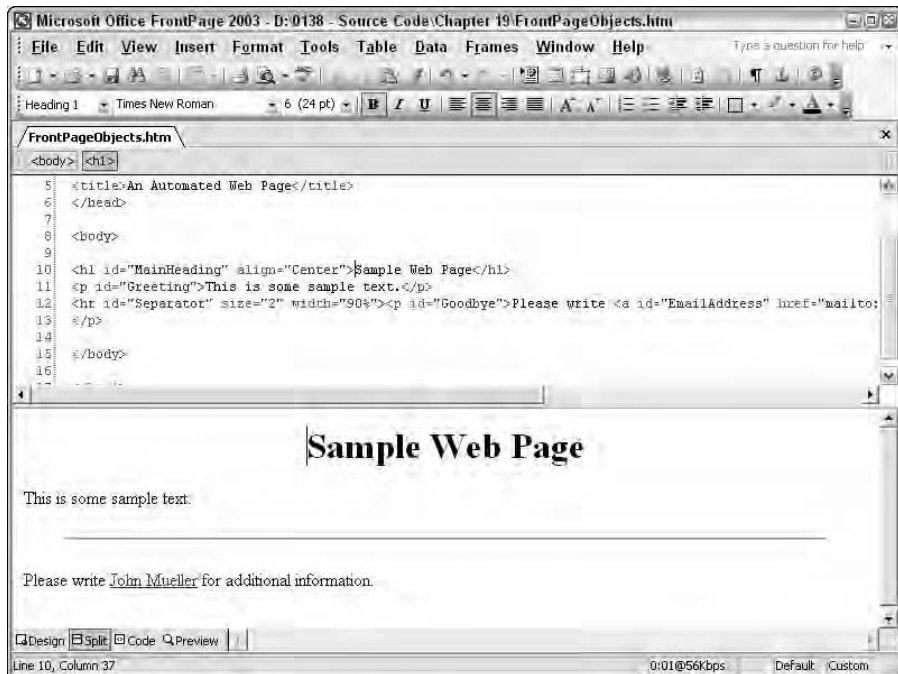 Microsoft Office FrontPage 2003 - D:\0138 - Source Code\Chapter 19\FrontPageObjects.htm
File Edit View Insert Format Tools Table Data Frames Window Help Type a question for help
Heading 1 Times New Roman 6 (24 pt) B I U A A A
FrontPageObjects.htm
<body> <h1>
5 <title>An Automated Web Page</title>
6 </head>
7
8 <body>
9
10 <h1 id="MainHeading" align="Center">Sample Web Page</h1>
11 <p id="Greeting">This is some sample text.</p>
12 <hr id="Separator" size="2" width="90%"><p id="Goodbye">Please write <a id="EmailAddress" href="mailto:
13 </p>
14
15 </body>
16
Sample Web Page
This is some sample text.
Please write John Mueller for additional information.
Design Split Code Preview
Line 10, Column 37 0:01@56Kbps Default Custom